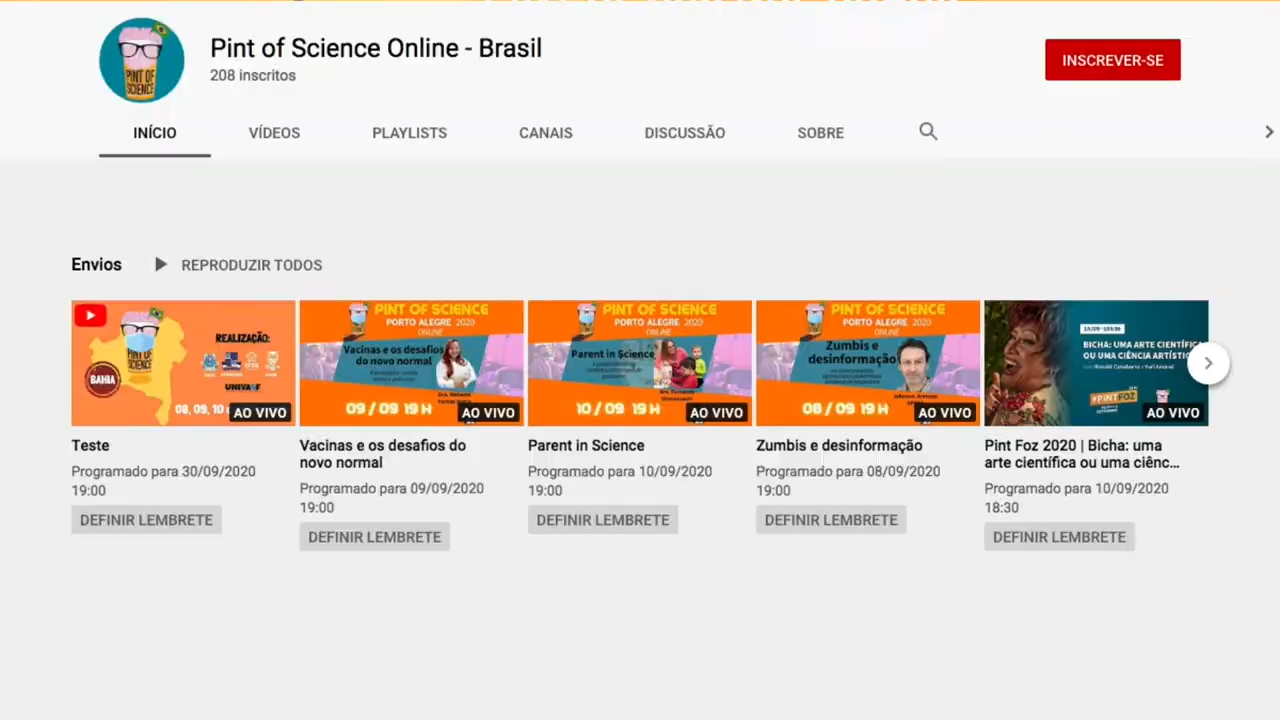 Pint of Science Online - Brasil
208 inscritos
INSCREVER-SE
INÍCIO
VÍDEOS
PLAYLISTS
CANAIS
DISCUSSÃO
SOBRE
Envios
REPRODUZIR TODOS
PINT OF SCIENCE
REALIZAÇÃO:
BAHIA
UNIVASF
08, 09, 10
AO VIVO
PINT OF SCIENCE
PORTO ALEGRE 2020
ONLINE
Vacinas e os desafios
do novo normal
09 / 09 19 H
AO VIVO
PINT OF SCIENCE
PORTO ALEGRE 2020
ONLINE
Parent in Science
10 / 09 19 H
AO VIVO
PINT OF SCIENCE
PORTO ALEGRE 2020
ONLINE
Zumbis e
desinformação
08 / 09 19 H
AO VIVO
BICHA: UMA ARTE CIENTÍFICA
OU UMA CIÊNCIA ARTÍSTIC
#PINTFOZ
AO VIVO
Teste
Programado para 30/09/2020
19:00
DEFINIR LEMBRETE
Vacinas e os desafios do
novo normal
Programado para 09/09/2020
19:00
DEFINIR LEMBRETE
Parent in Science
Programado para 10/09/2020
19:00
DEFINIR LEMBRETE
Zumbis e desinformação
Programado para 08/09/2020
19:00
DEFINIR LEMBRETE
Pint Foz 2020 | Bicha: uma
arte científica ou uma ciênc...
Programado para 10/09/2020
18:30
DEFINIR LEMBRETE